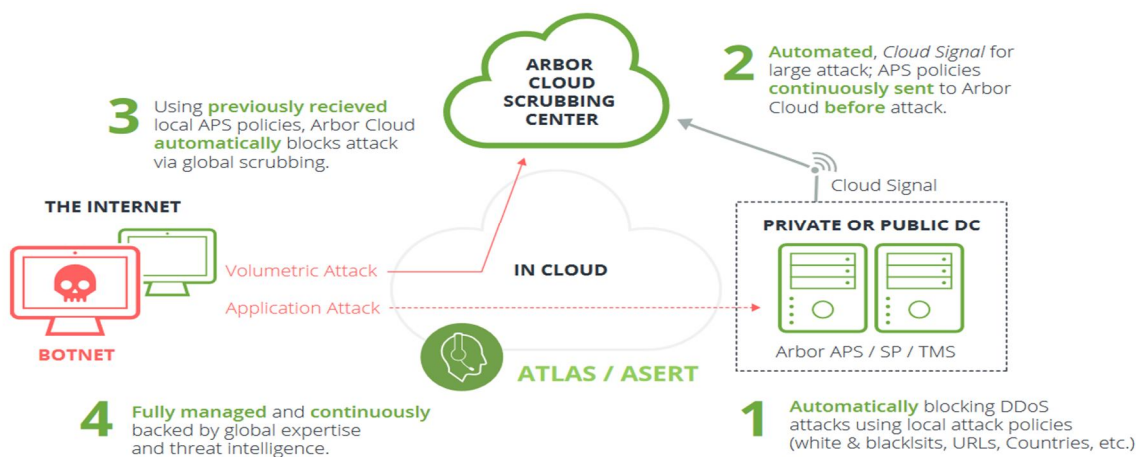 ARBOR
CLOUD
SCRUBBING
CENTER
2
Automated, Cloud Signal for
large attack; APS policies
continuously sent to Arbor
Cloud before attack.
3
Using previously recieved
local APS policies, Arbor Cloud
automatically blocks attack
via global scrubbing.
Cloud Signal
THE INTERNET
PRIVATE OR PUBLIC DC
Volumetric Attack
IN CLOUD
Application Attack
BOTNET
Arbor APS / SP / TMS
ATLAS / ASERT
4
Fully managed and continuously
backed by global expertise
and threat intelligence.
1
Automatically blocking DDoS
attacks using local attack policies
(white & blacklsits, URLs, Countries, etc.)